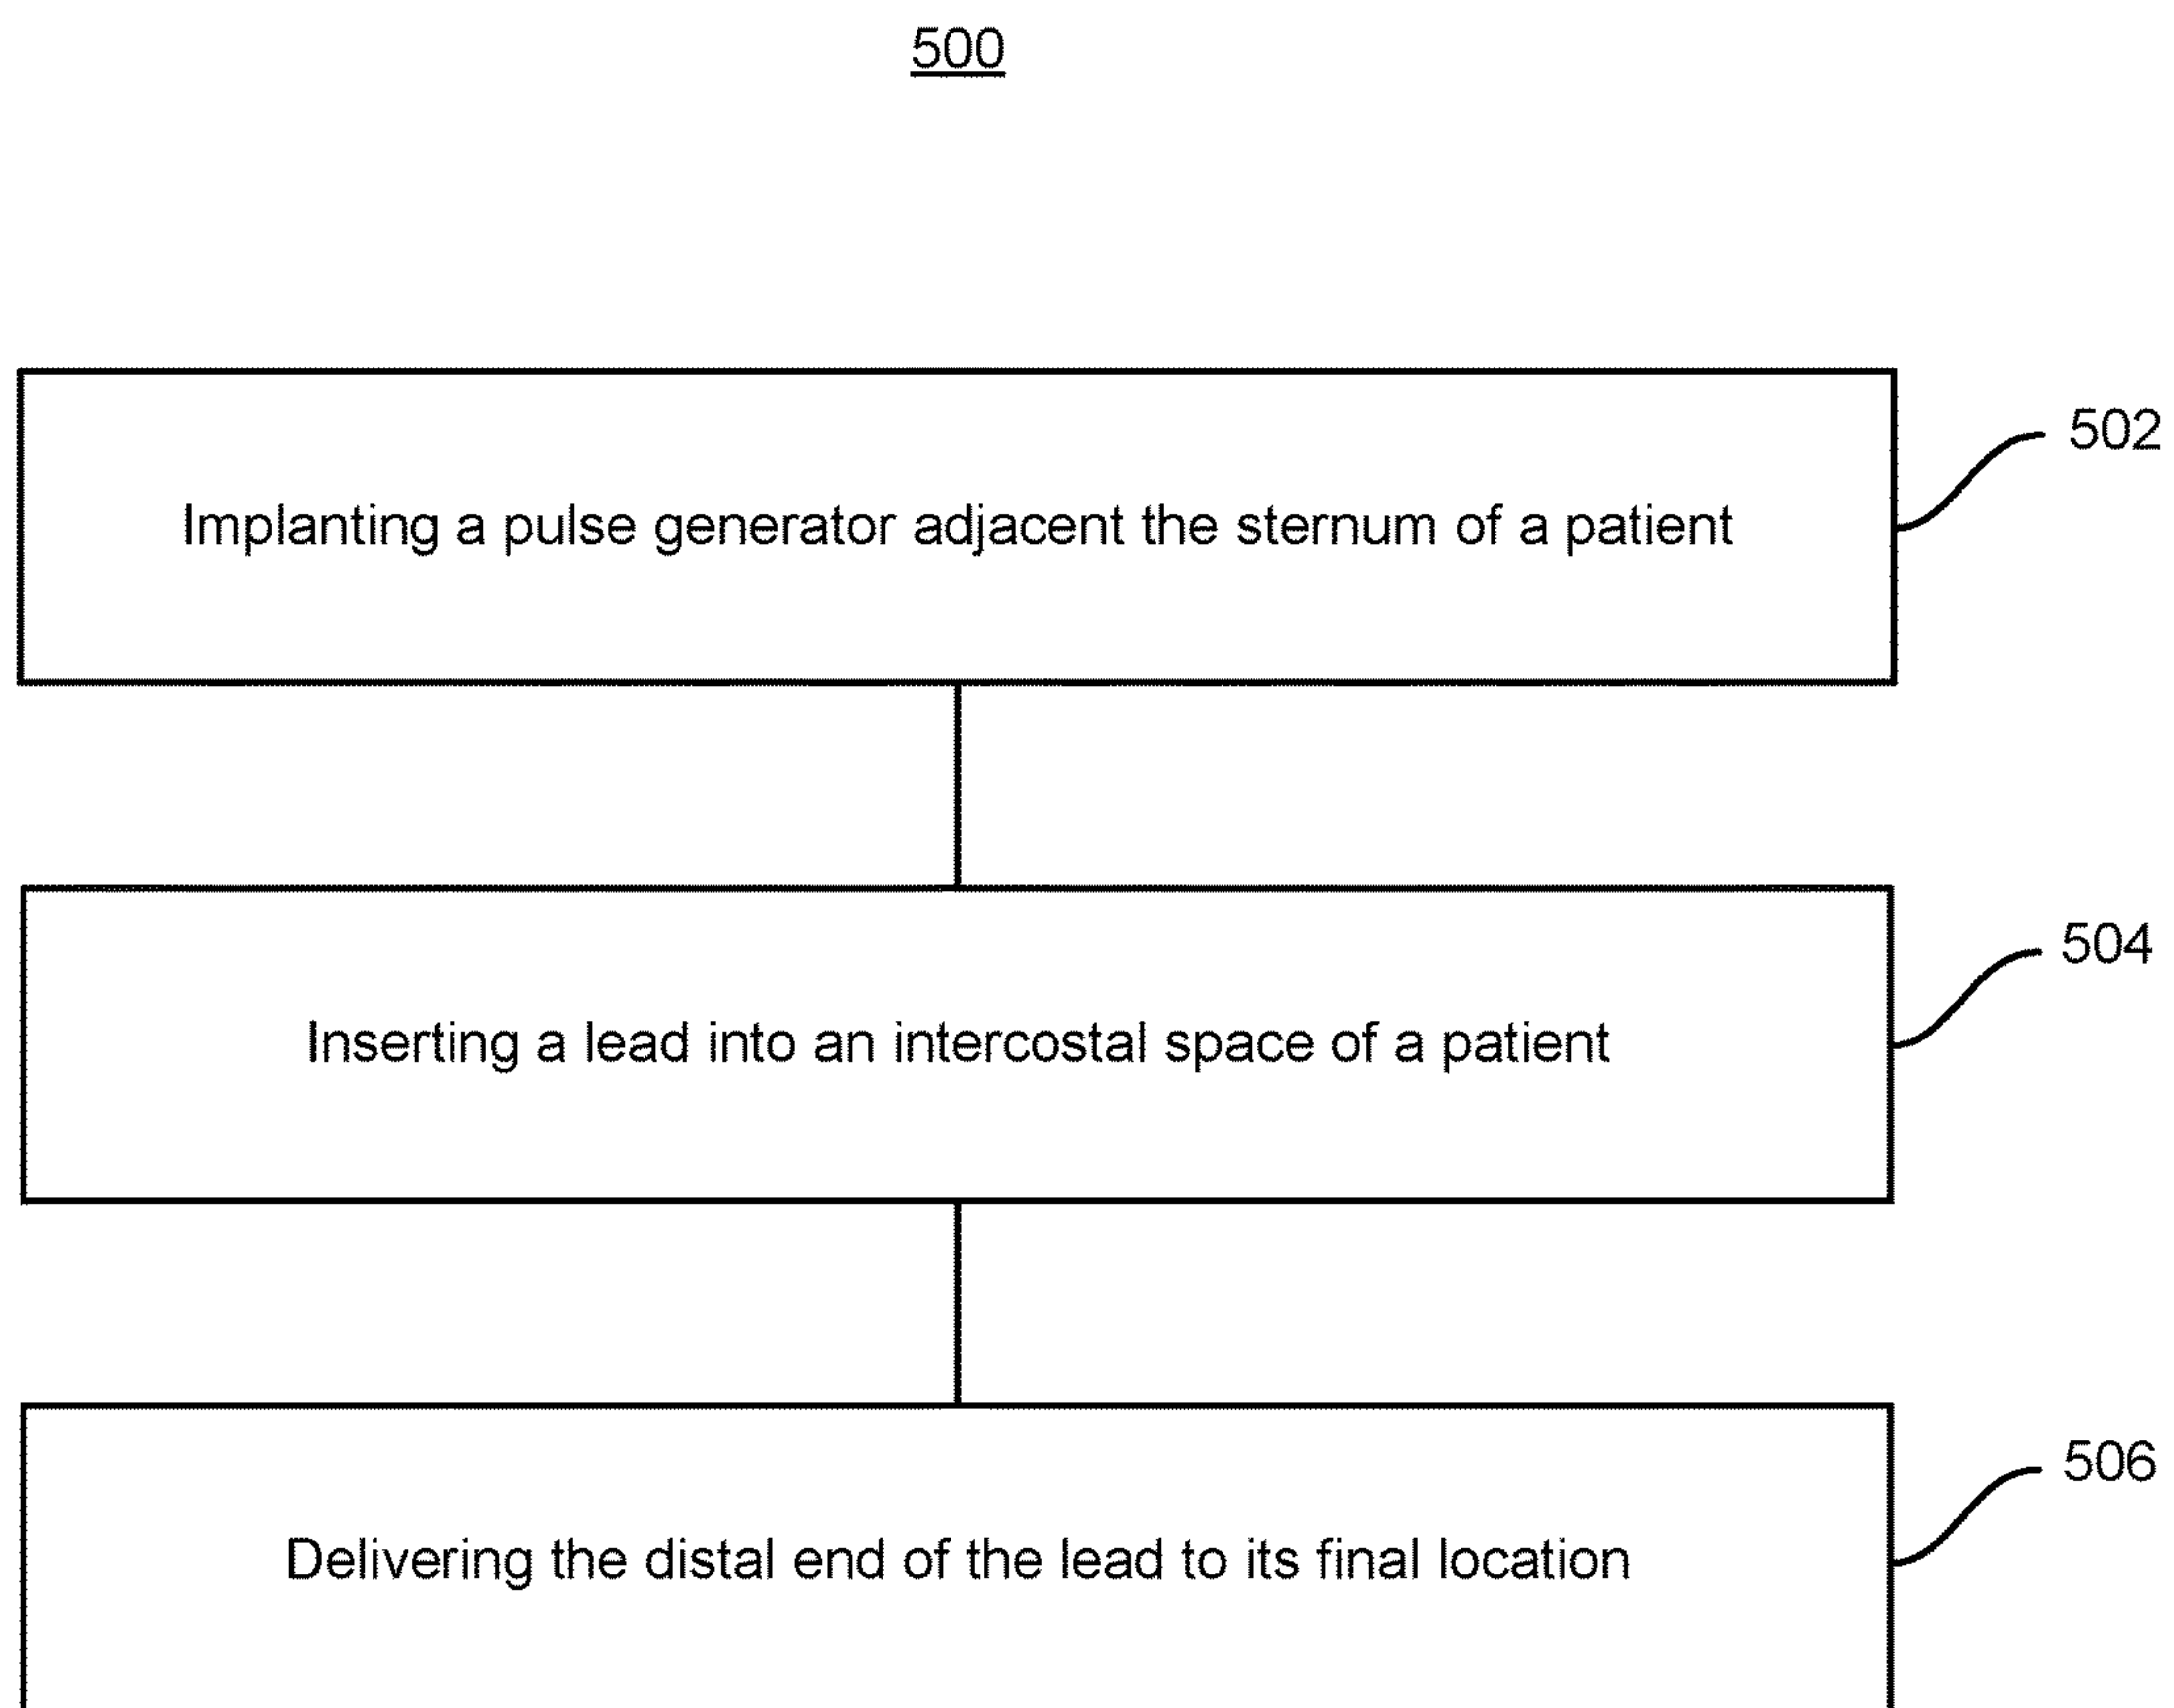 500
Implanting a pulse generator adjacent the sternum of a patient
502
Inserting a lead into an intercostal space of a patient
504
Delivering the distal end of the lead to its final location
506